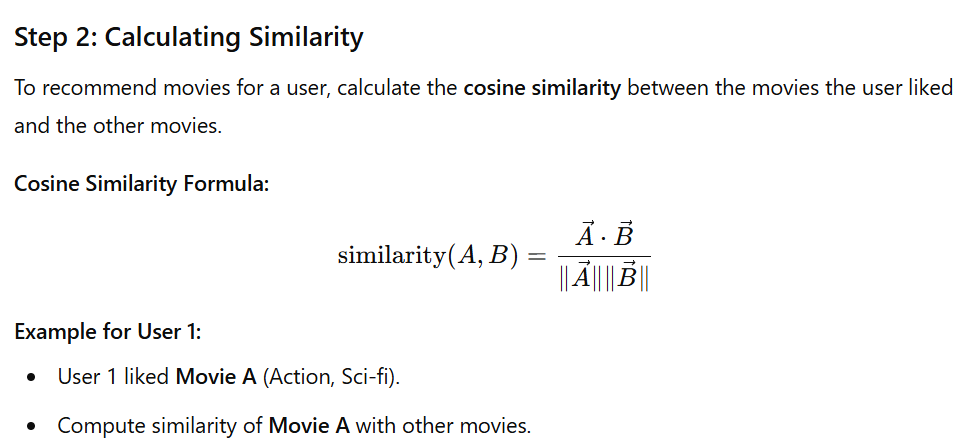 Step 2: Calculating Similarity
To recommend movies for a user, calculate the cosine similarity between the movies the user liked
and the other movies.
Cosine Similarity Formula:
similarity(A, B) = \frac{\vec{A} \cdot \vec{B}}{\|\vec{A}\| \|\vec{B}\|}
Example for User 1:
• User 1 liked Movie A (Action, Sci-fi).
• Compute similarity of Movie A with other movies.